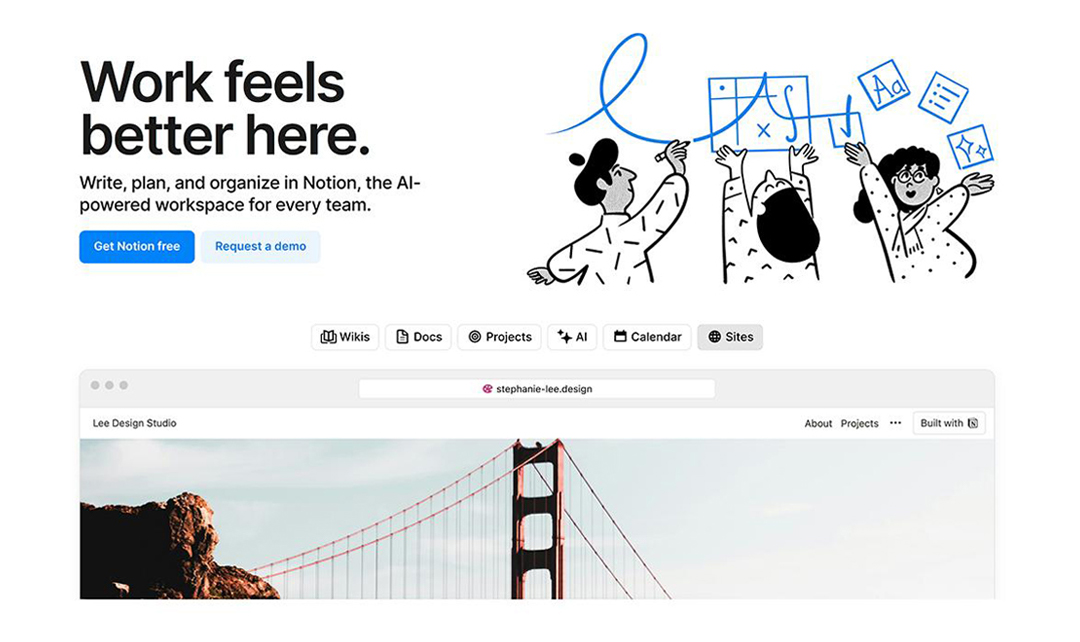 Work feels
better here.
Write, plan, and organize in Notion, the AI-
powered workspace for every team.
Get Notion free
Request a demo
Aa
Wikis
Docs
Projects
AI
Calendar
Sites
stephanie-lee.design
Lee Design Studio
About
Projects
•••
Built with